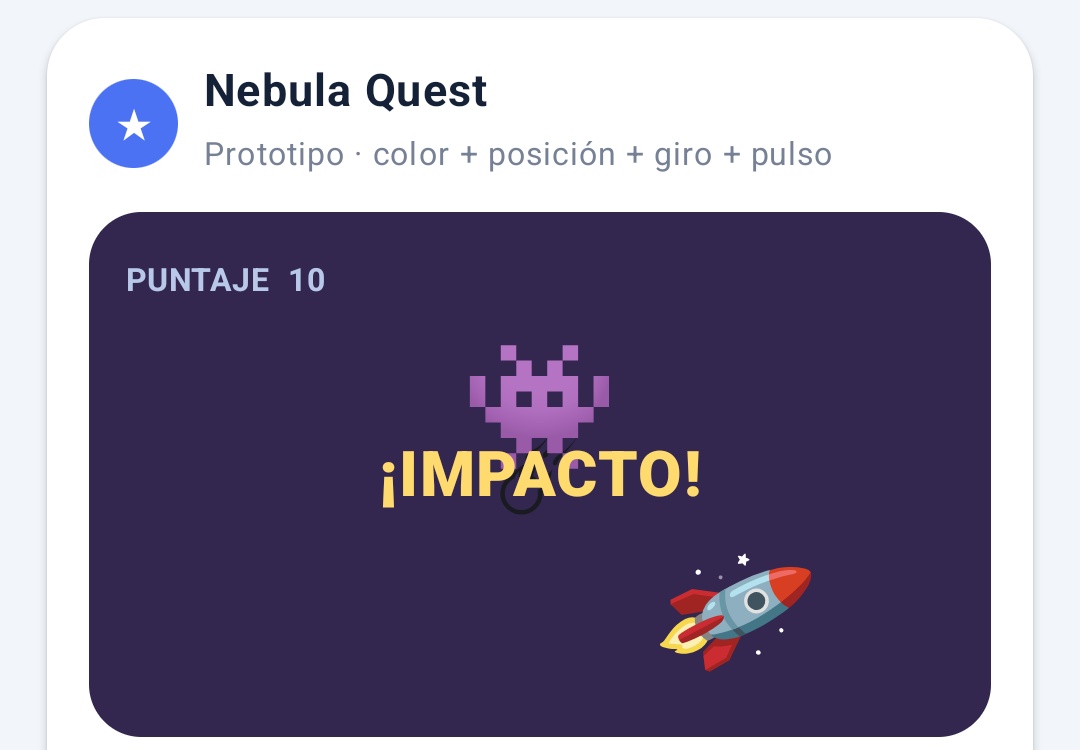 Nebula Quest
Prototipo · color + posición + giro + pulso
PUNTAJE 10
¡IMPACTO!